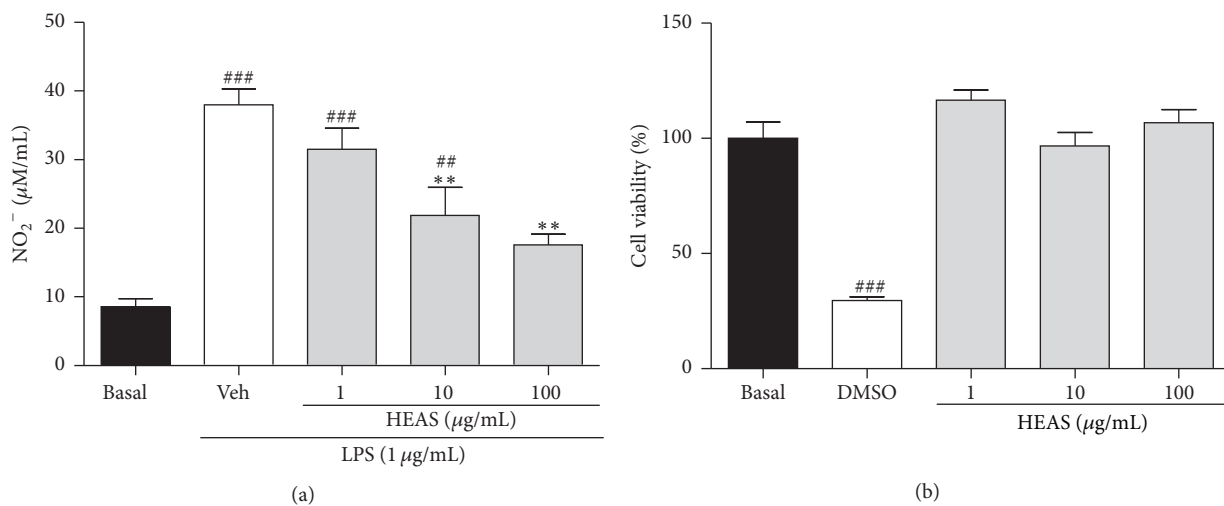 50
40
30
20
10
0
NO₂⁻ (μM/mL)
###
###
##
**
**
Basal Veh 1 10 100
HEAS (μg/mL)
LPS (1 μg/mL)
(a)
150
100
50
0
Cell viability (%)
###
Basal DMSO 1 10 100
HEAS (μg/mL)
(b)